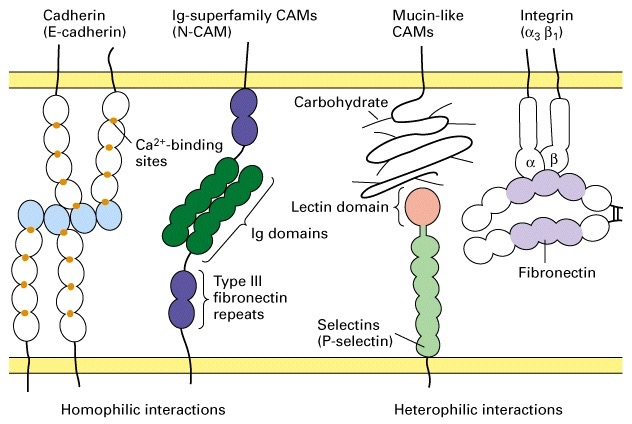 Cadherin
(E-cadherin)
Ig-superfamily CAMs
(N-CAM)
Mucin-like
CAMs
Integrin
(α₃ β₁)
Carbohydrate
Ca²⁺-binding
sites
α β
Lectin domain
Ig domains
Fibronectin
Type III
fibronectin
repeats
Selectins
(P-selectin)
Homophilic interactions
Heterophilic interactions